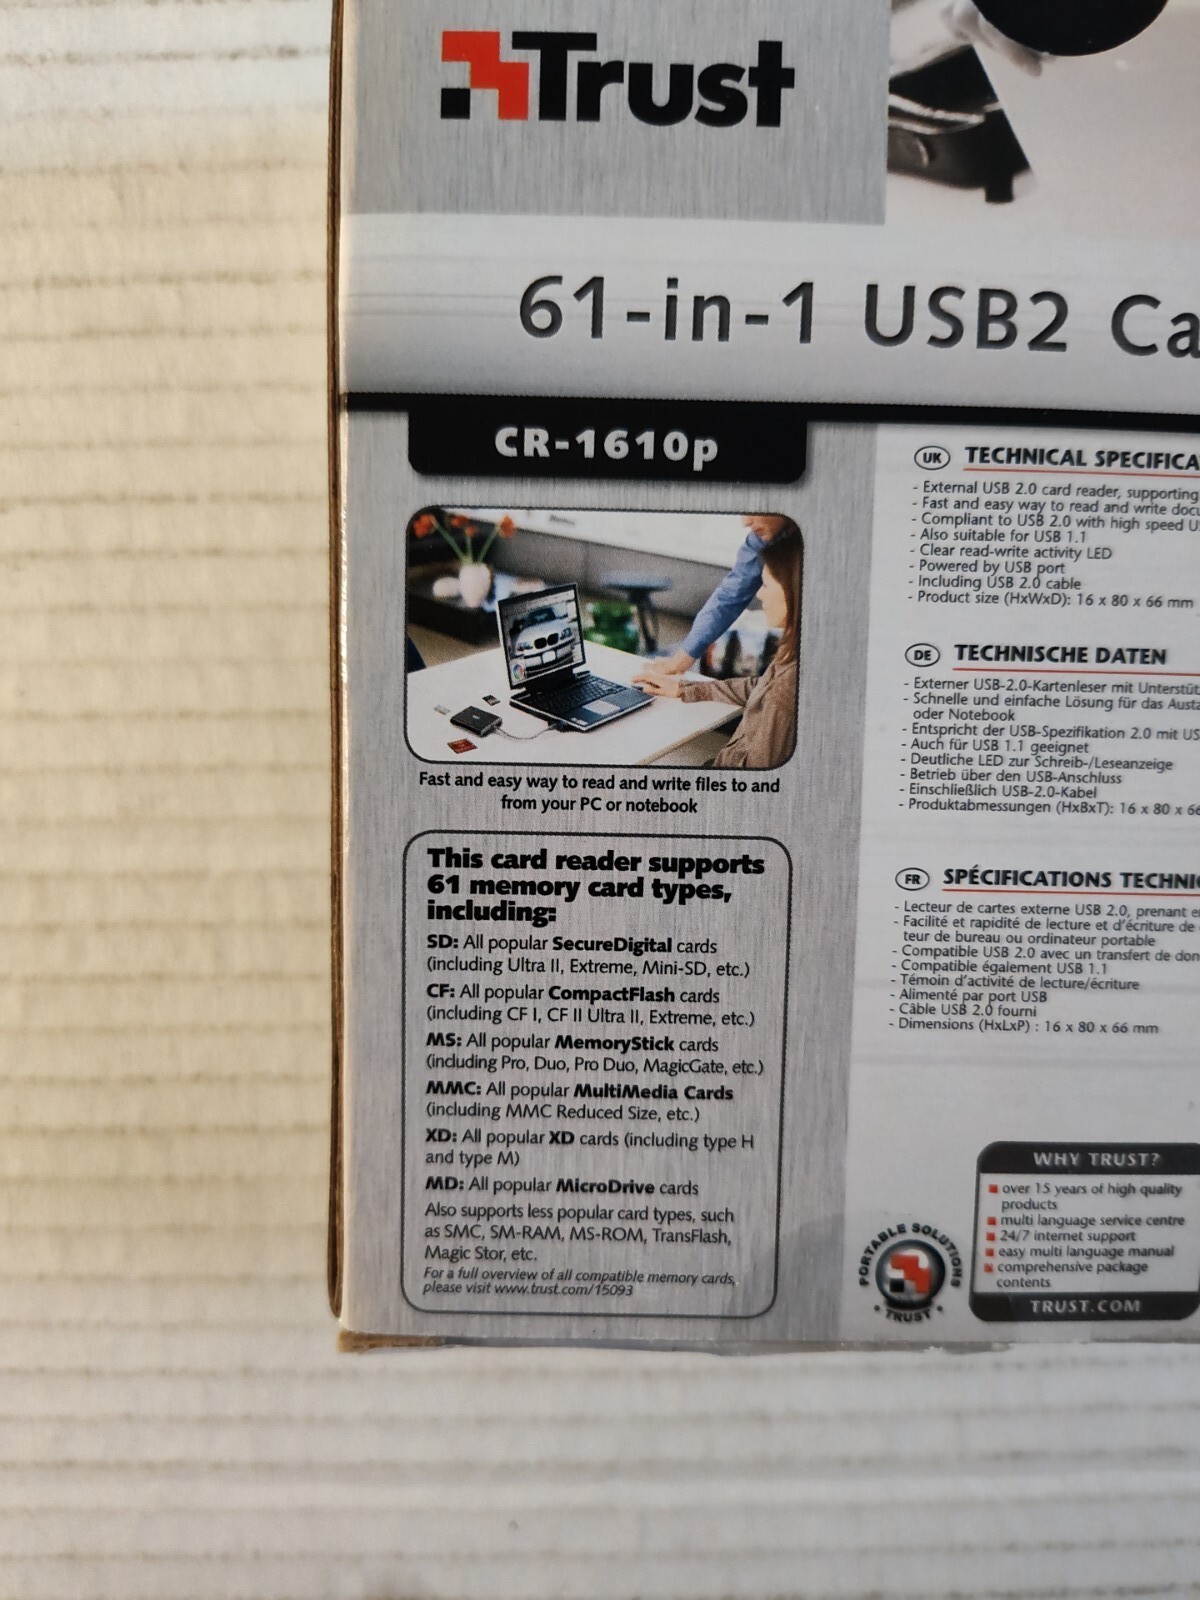 Trust
61-in-1 USB2
CR-1610p
Fast and easy way to read and write files to and
from your PC or notebook
This card reader supports
61 memory card types,
including:
SD: All popular SecureDigital cards
(including Ultra II, Extreme, Mini-SD, etc.)
CF: All popular CompactFlash cards
(including CF I, CF II Ultra II, Extreme, etc.)
MS: All popular MemoryStick cards
(including Pro, Duo, Pro Duo, MagicGate, etc.)
MMC: All popular MultiMedia Cards
(including MMC Reduced Size, etc.)
XD: All popular XD cards (including type H
and type M)
MD: All popular MicroDrive cards
Also supports less popular card types, such
as SMC, SM-RAM, MS-ROM, TransFlash,
Magic Stor, etc.
For a full overview of all compatible memory cards,
please visit www.trust.com/15093
UK TECHNICAL
- External USB 2.0 card reader, supporting
- Fast and easy way to read and write
- Compliant to USB 2.0 with high speed
- Also suitable for USB 1.1
- Clear read-write activity LED
- Powered by USB port
- Including USB 2.0 cable
- Product size (HxWxD): 16 x 80 x 66 mm
DE TECHNISCHE DATEN
- Externer USB-2.0-Kartenleser mit
- Schnelle und einfache Lösung für das
oder Notebook
- Entspricht der USB-Spezifikation 2.0 mit
- Auch für USB 1.1 geeignet
- Deutliche LED zur Schreib-/Leseanzeige
- Betrieb über den USB-Anschluss
- Einschließlich USB-2.0-Kabel
- Produktabmessungen (HxBxT): 16 x 80 x
FR SPÉCIFICATIONS
- Lecteur de cartes externe USB 2.0, prenant
- Facilité et rapidité de lecture et d'écriture de
teur de bureau ou ordinateur portable
- Compatible USB 2.0 avec un transfert de
- Compatible également USB 1.1
- Témoin d'activité de lecture/écriture
- Alimenté par port USB
- Câble USB 2.0 fourni
- Dimensions (HxLxP) : 16 x 80 x 66 mm
PORTABLE SOLUTIONS
• TRUST •
WHY TRUST?
over 15 years of high quality
products
multi language service centre
24/7 internet support
easy multi language manual
comprehensive package
contents
TRUST.COM